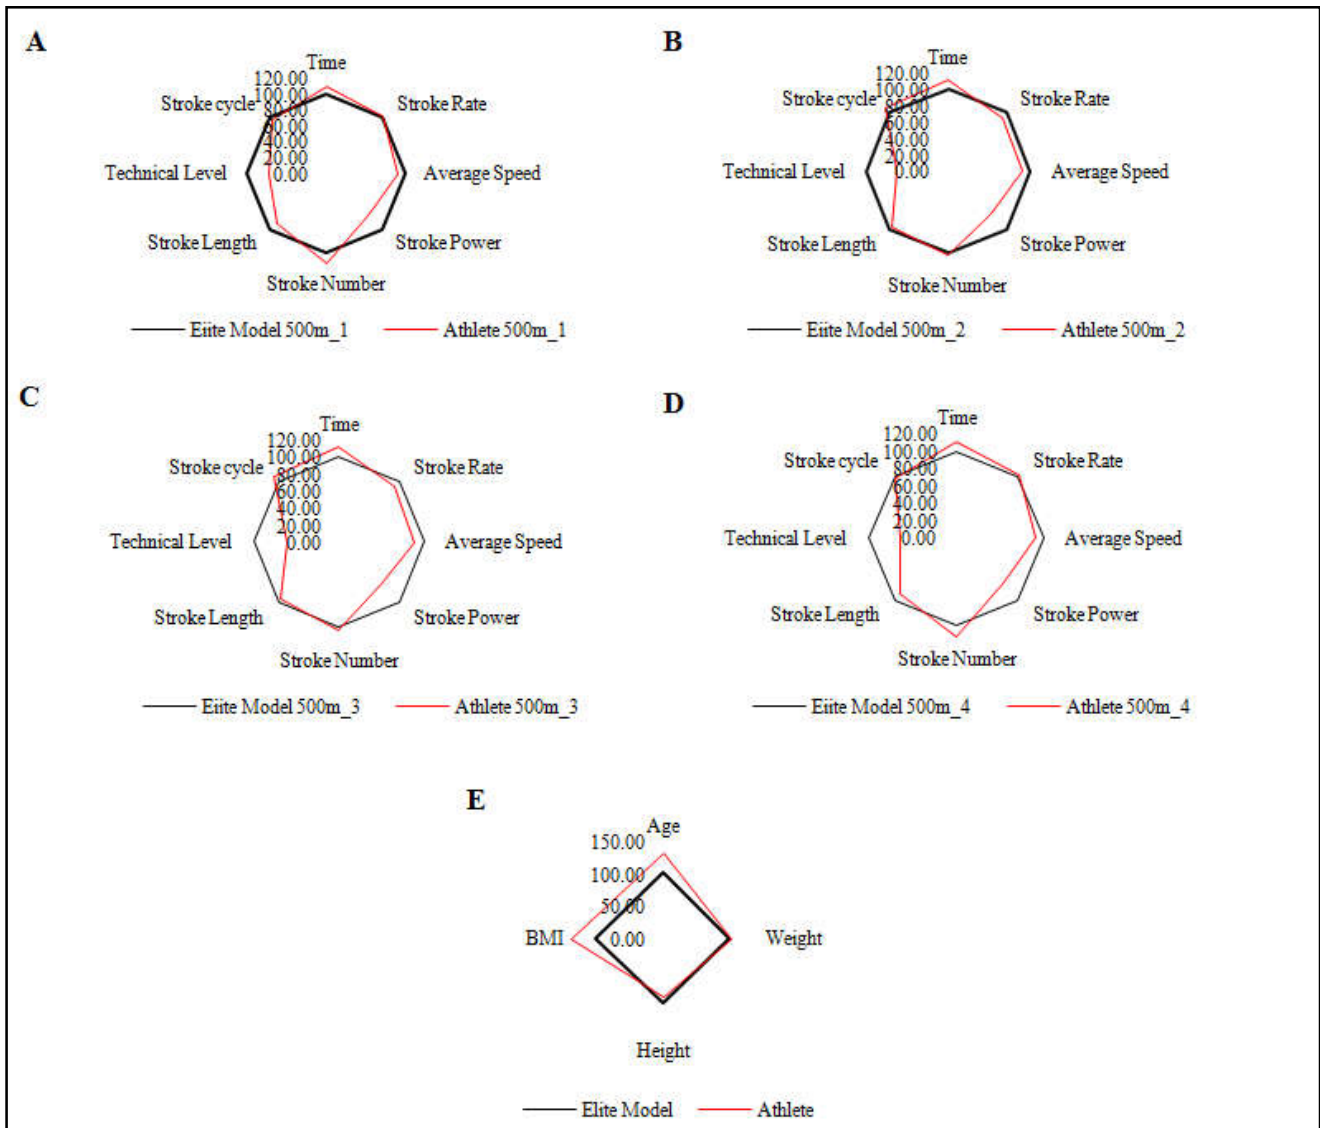 A
Time
120.00
100.00
80.00
60.00
40.00
20.00
0.00
Stroke cycle
Stroke Rate
Technical Level
Average Speed
Stroke Length
Stroke Power
Stroke Number
Eiite Model 500m_1
Athlete 500m_1
B
Time
120.00
100.00
80.00
60.00
40.00
20.00
0.00
Stroke cycle
Stroke Rate
Technical Level
Average Speed
Stroke Length
Stroke Power
Stroke Number
Eiite Model 500m_2
Athlete 500m_2
C
Time
120.00
100.00
80.00
60.00
40.00
20.00
0.00
Stroke cycle
Stroke Rate
Technical Level
Average Speed
Stroke Length
Stroke Power
Stroke Number
Eiite Model 500m_3
Athlete 500m_3
D
Time
120.00
100.00
80.00
60.00
40.00
20.00
0.00
Stroke cycle
Stroke Rate
Technical Level
Average Speed
Stroke Length
Stroke Power
Stroke Number
Eiite Model 500m_4
Athlete 500m_4
E
Age
150.00
100.00
50.00
0.00
BMI
Weight
Height
Elite Model
Athlete